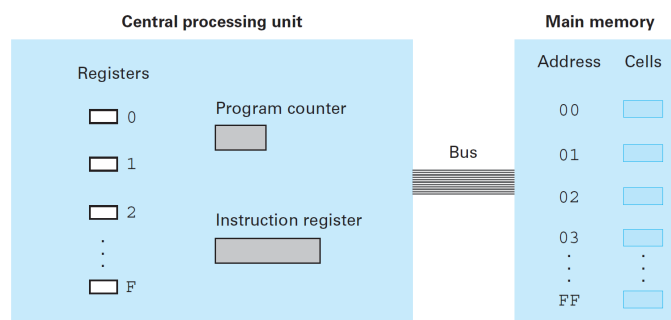 Central processing unit
Main memory
Registers
0
1
2
F
Program counter
Instruction register
Bus
Address Cells
00
01
02
03
FF